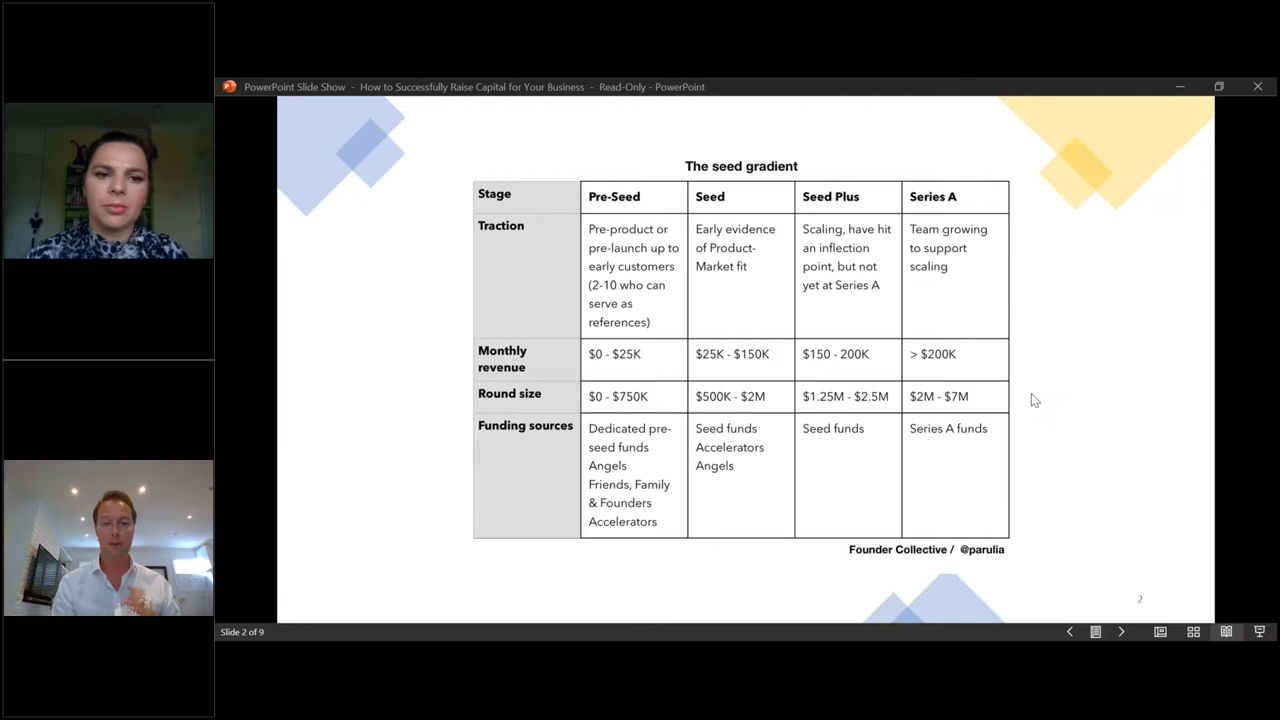 PowerPoint Slide Show - How to Successfully Raise Capital for Your Business - Read-Only - PowerPoint
The seed gradient
Stage
Pre-Seed
Seed
Seed Plus
Series A
Traction
Pre-product or
pre-launch up to
early customers
(2-10 who can
serve as
references)
Early evidence
of Product-
Market fit
Scaling, have hit
an inflection
point, but not
yet at Series A
Team growing
to support
scaling
Monthly
revenue
$0 - $25K
$25K - $150K
$150 - 200K
> $200K
Round size
$0 - $750K
$500K - $2M
$1.25M - $2.5M
$2M - $7M
Funding sources
Dedicated pre-
seed funds
Angels
Friends, Family
& Founders
Accelerators
Seed funds
Accelerators
Angels
Seed funds
Series A funds
Founder Collective / @parulia
2
Slide 2 of 9